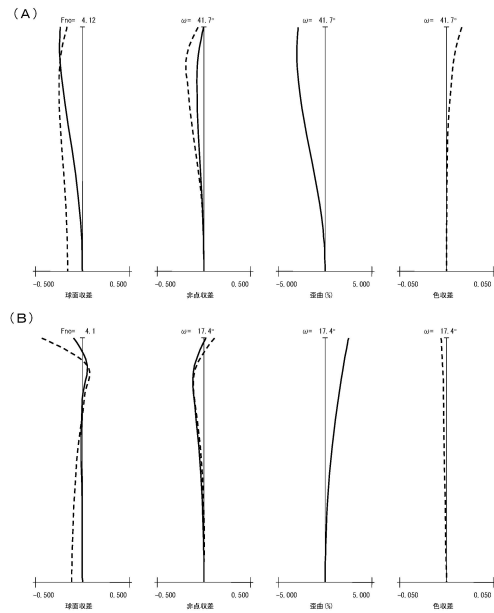 (A)
Fno= 4.12
ω= 41.7°
ω= 41.7°
ω= 41.7°
-0.500 0.500
-0.500 0.500
-5.000 5.000
-0.050 0.050
球面収差
非点収差
歪曲(%)
色収差
(B)
Fno= 4.1
ω= 17.4°
ω= 17.4°
ω= 17.4°
-0.500 0.500
-0.500 0.500
-5.000 5.000
-0.050 0.050
球面収差
非点収差
歪曲(%)
色収差